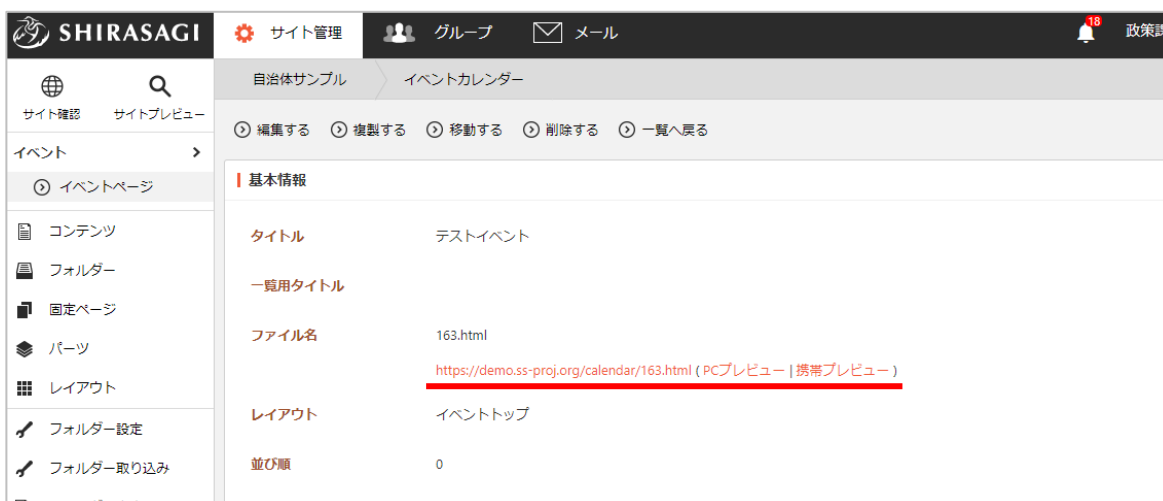 SHIRASAGI サイト管理 グループ メール 18 政策課
サイト確認 サイトプレビュー
イベント
イベントページ
コンテンツ
フォルダー
固定ページ
パーツ
レイアウト
フォルダー設定
フォルダー取り込み
自治体サンプル イベントカレンダー
編集する 複製する 移動する 削除する 一覧へ戻る
基本情報
タイトル テストイベント
一覧用タイトル
ファイル名 163.html
https://demo.ss-proj.org/calendar/163.html ( PCプレビュー | 携帯プレビュー )
レイアウト イベントトップ
並び順 0